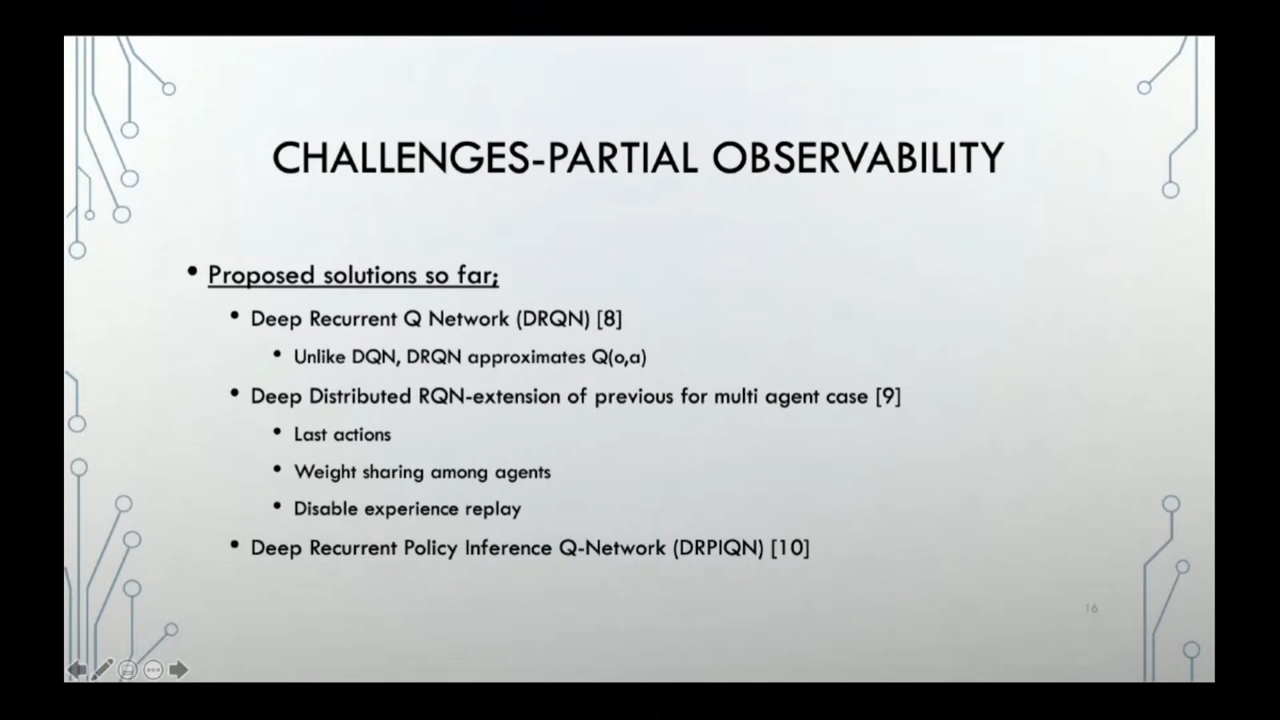 CHALLENGES-PARTIAL OBSERVABILITY
• Proposed solutions so far;
• Deep Recurrent Q Network (DRQN) [8]
• Unlike DQN, DRQN approximates Q(o,a)
• Deep Distributed RQN-extension of previous for multi agent case [9]
• Last actions
• Weight sharing among agents
• Disable experience replay
• Deep Recurrent Policy Inference Q-Network (DRPIQN) [10]
16